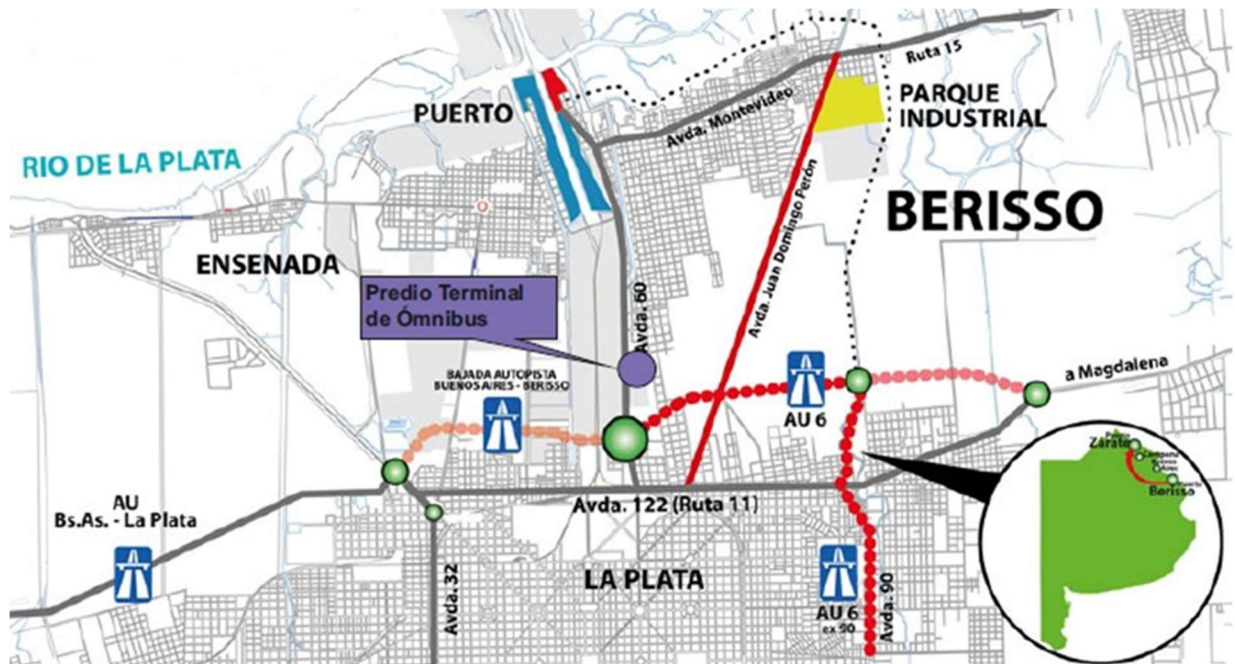 Ruta 15
PUERTO
PARQUE
INDUSTRIAL
Avda. Montevideo
RIO DE LA PLATA
BERISSO
Avda. Juan Domingo Perón
ENSENADA
Predio Terminal
de Ómnibus
Avda. 60
BAJADA AUTOPISTA
BUENOS AIRES - BERISSO
a Magdalena
AU 6
Zárate
Berisso
Avda. 122 (Ruta 11)
AU
Bs.As. - La Plata
LA PLATA
Avda. 32
AU 6
ex 90
Avda. 90